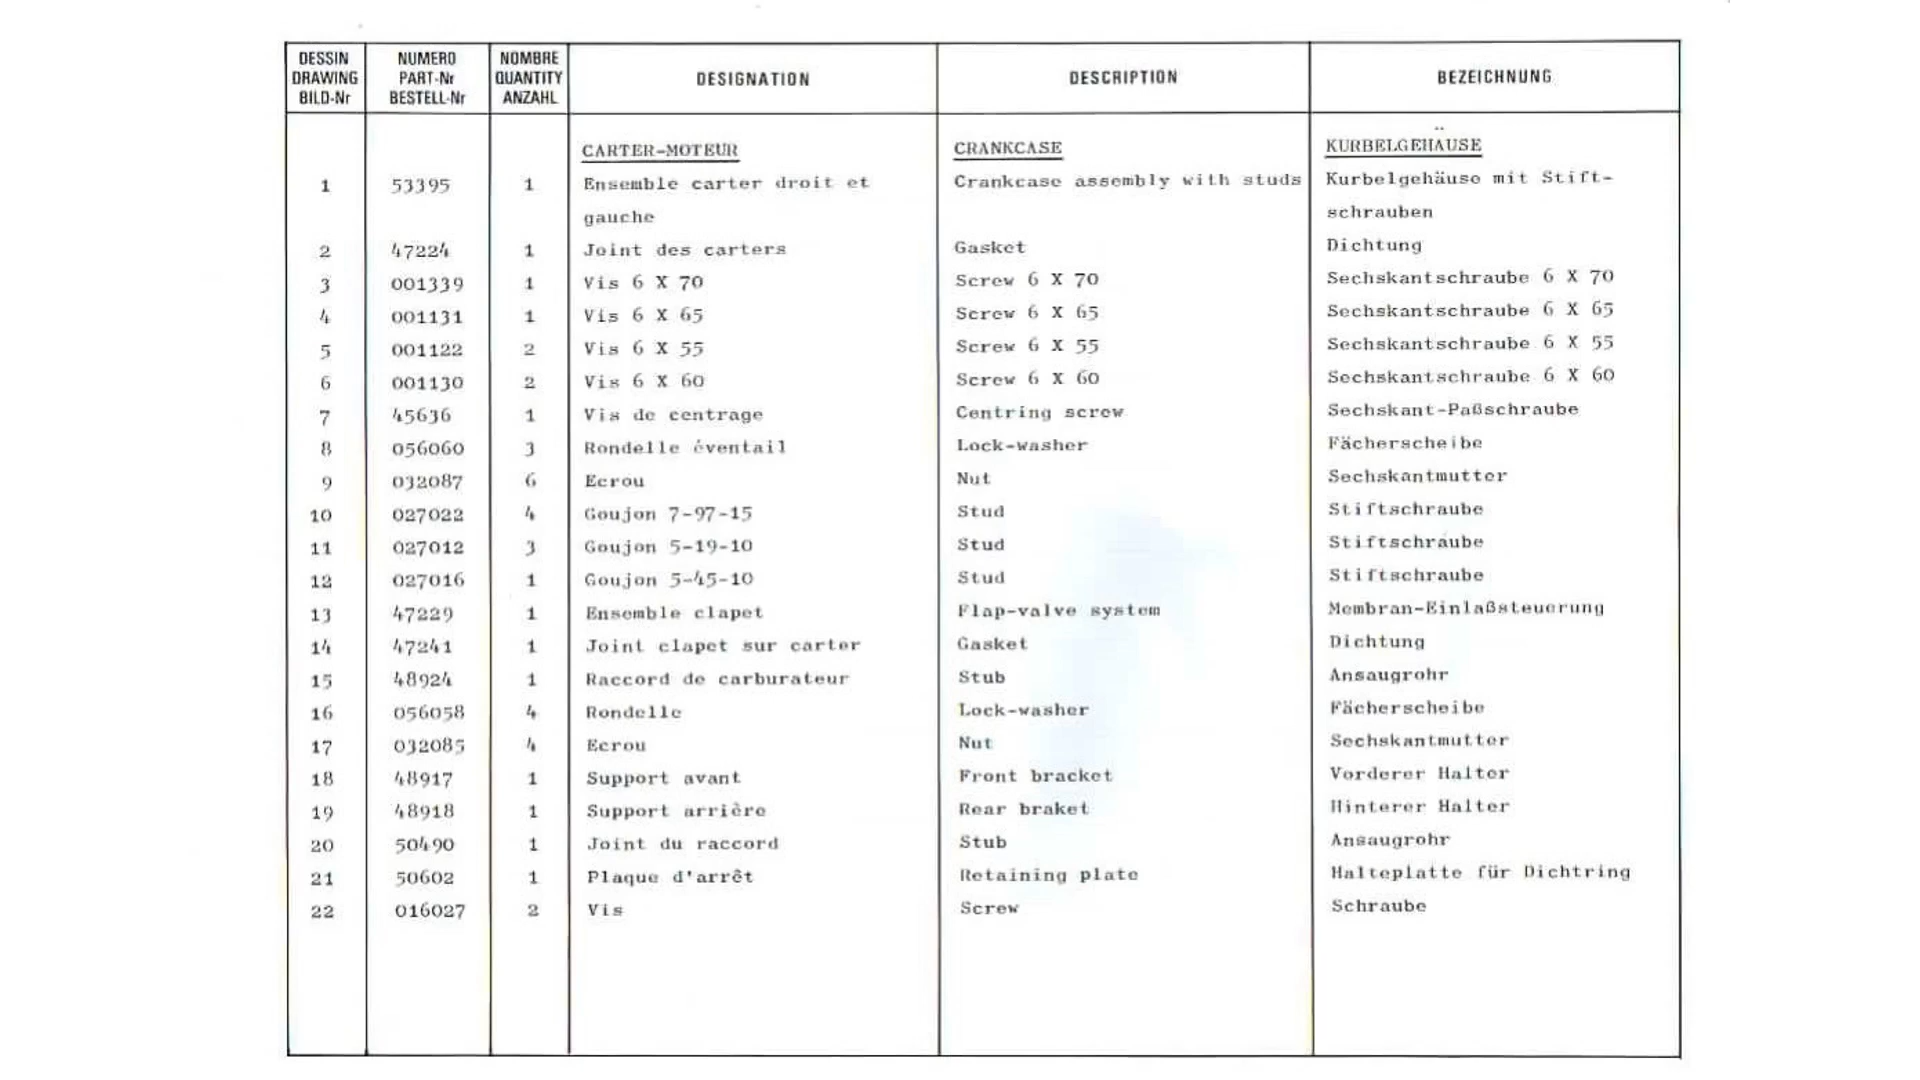 DESSIN DRAWING BILD-Nr NUMERO PART-Nr BESTELL-Nr NOMBRE QUANTITY ANZAHL DESIGNATION DESCRIPTION BEZEICHNUNG
CARTER-MOTEUR CRANKCASE KURBELGEHÄUSE
1 53395 1 Ensemble carter droit et Crankcase assembly with studs Kurbelgehäuse mit Stift-
gauche schrauben
2 47224 1 Joint des carters Gasket Dichtung
3 001339 1 Vis 6 X 70 Screw 6 X 70 Sechskantschraube 6 X 70
4 001131 1 Vis 6 X 65 Screw 6 X 65 Sechskantschraube 6 X 65
5 001122 2 Vis 6 X 55 Screw 6 X 55 Sechskantschraube 6 X 55
6 001130 2 Vis 6 X 60 Screw 6 X 60 Sechskantschraube 6 X 60
7 45636 1 Vis de centrage Centring screw Sechskant-Paßschraube
8 056060 3 Rondelle éventail Lock-washer Fächerscheibe
9 032087 6 Ecrou Nut Sechskantmutter
10 027022 4 Goujon 7-97-15 Stud Stiftschraube
11 027012 3 Goujon 5-19-10 Stud Stiftschraube
12 027016 1 Goujon 5-45-10 Stud Stiftschraube
13 47229 1 Ensemble clapet Flap-valve system Membran-Einlaßsteuerung
14 47241 1 Joint clapet sur carter Gasket Dichtung
15 48924 1 Raccord de carburateur Stub Ansaugrohr
16 056058 4 Rondelle Lock-washer Fächerscheibe
17 032085 4 Ecrou Nut Sechskantmutter
18 48917 1 Support avant Front bracket Vorderer Halter
19 48918 1 Support arrière Rear braket Hinterer Halter
20 50490 1 Joint du raccord Stub Ansaugrohr
21 50602 1 Plaque d'arrêt Retaining plate Halteplatte für Dichtring
22 016027 2 Vis Screw Schraube